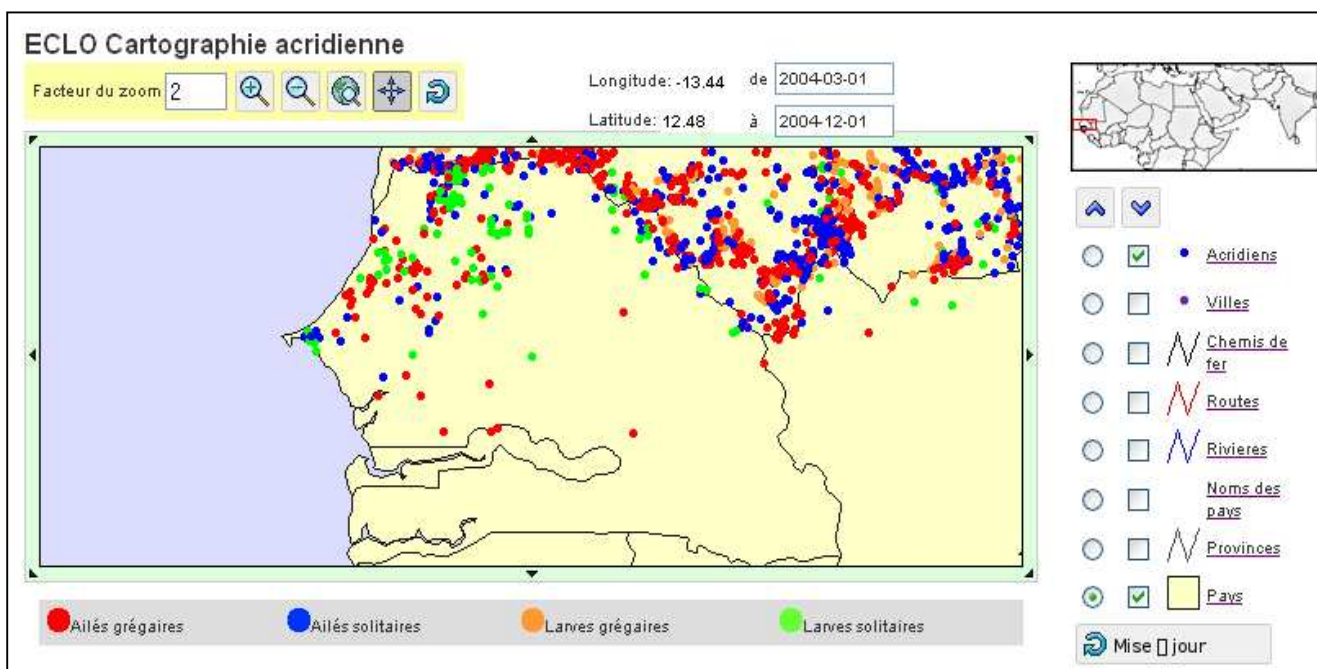 ECLO Cartographie acridienne
Facteur du zoom 2
Longitude: -13.44 de 2004-03-01
Latitude: 12.48 à 2004-12-01
Acridiens
Villes
Chemis de
fer
Routes
Rivieres
Noms des
pays
Provinces
Pays
Mise [] jour
Ailés grégaires Ailés solitaires Larves grégaires Larves solitaires